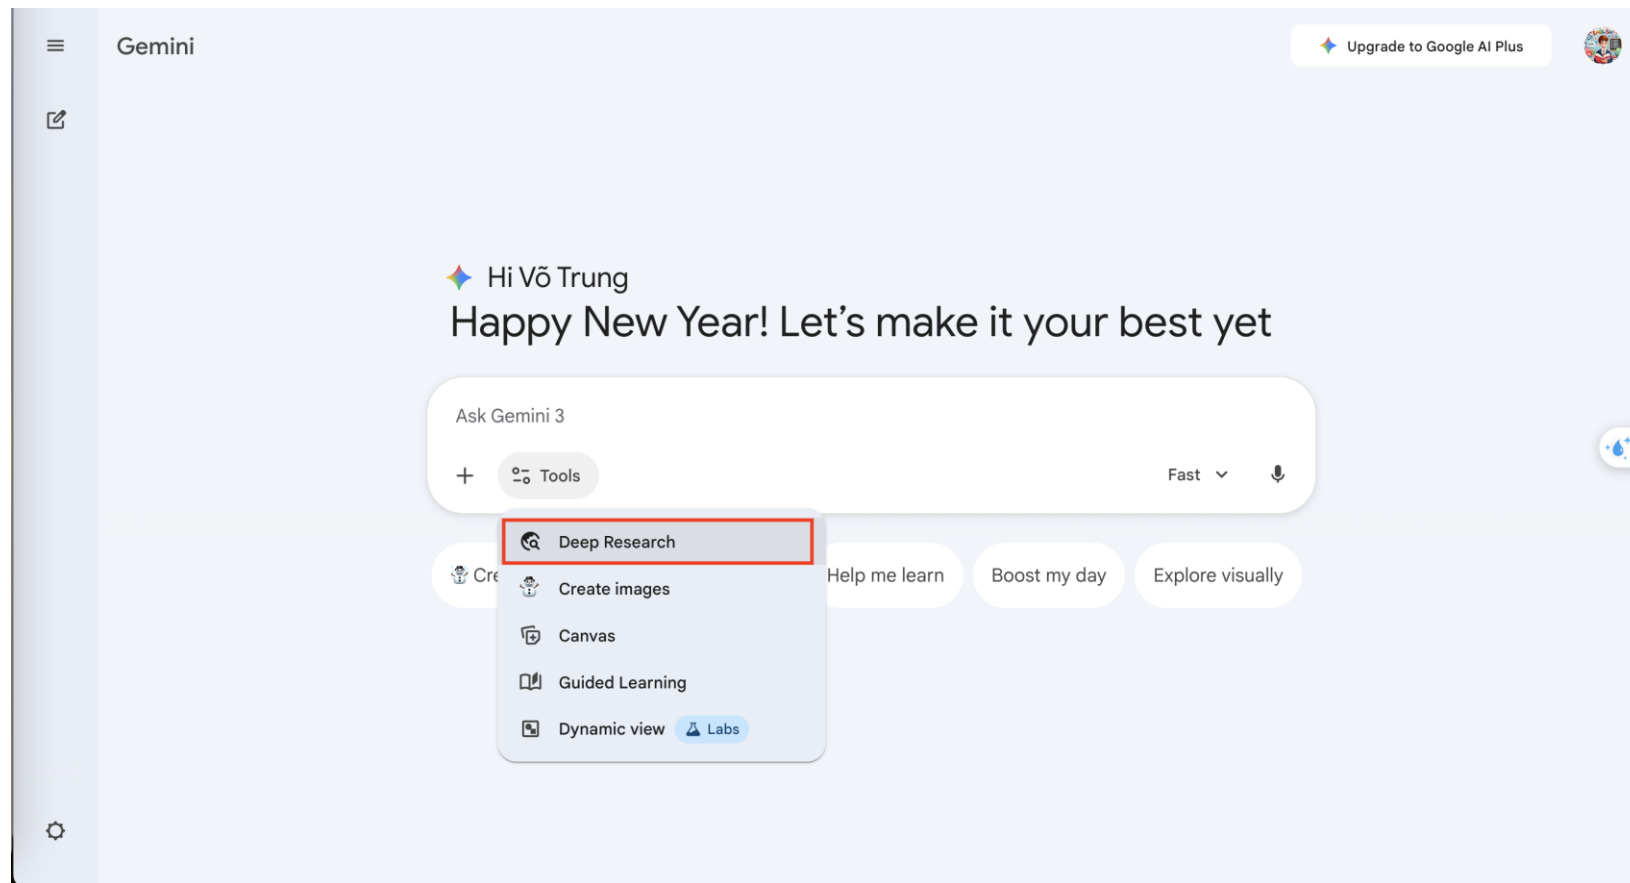 Gemini
Upgrade to Google AI Plus
Hi Võ Trung
Happy New Year! Let's make it your best yet
Ask Gemini 3
Tools
Fast
Deep Research
Create images
Canvas
Guided Learning
Dynamic view Labs
Cre
Help me learn
Boost my day
Explore visually